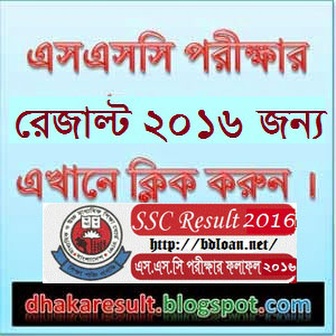 এসএসসি পরীক্ষার
রেজাল্ট ২০১৬ জন্য
এখানে ক্লিক করুন ।
SSC Result 2016
http://bdloan.net/
এস.এস.সি পরীক্ষার ফলাফল ২০১৬
dhakaresult.blogspot.com